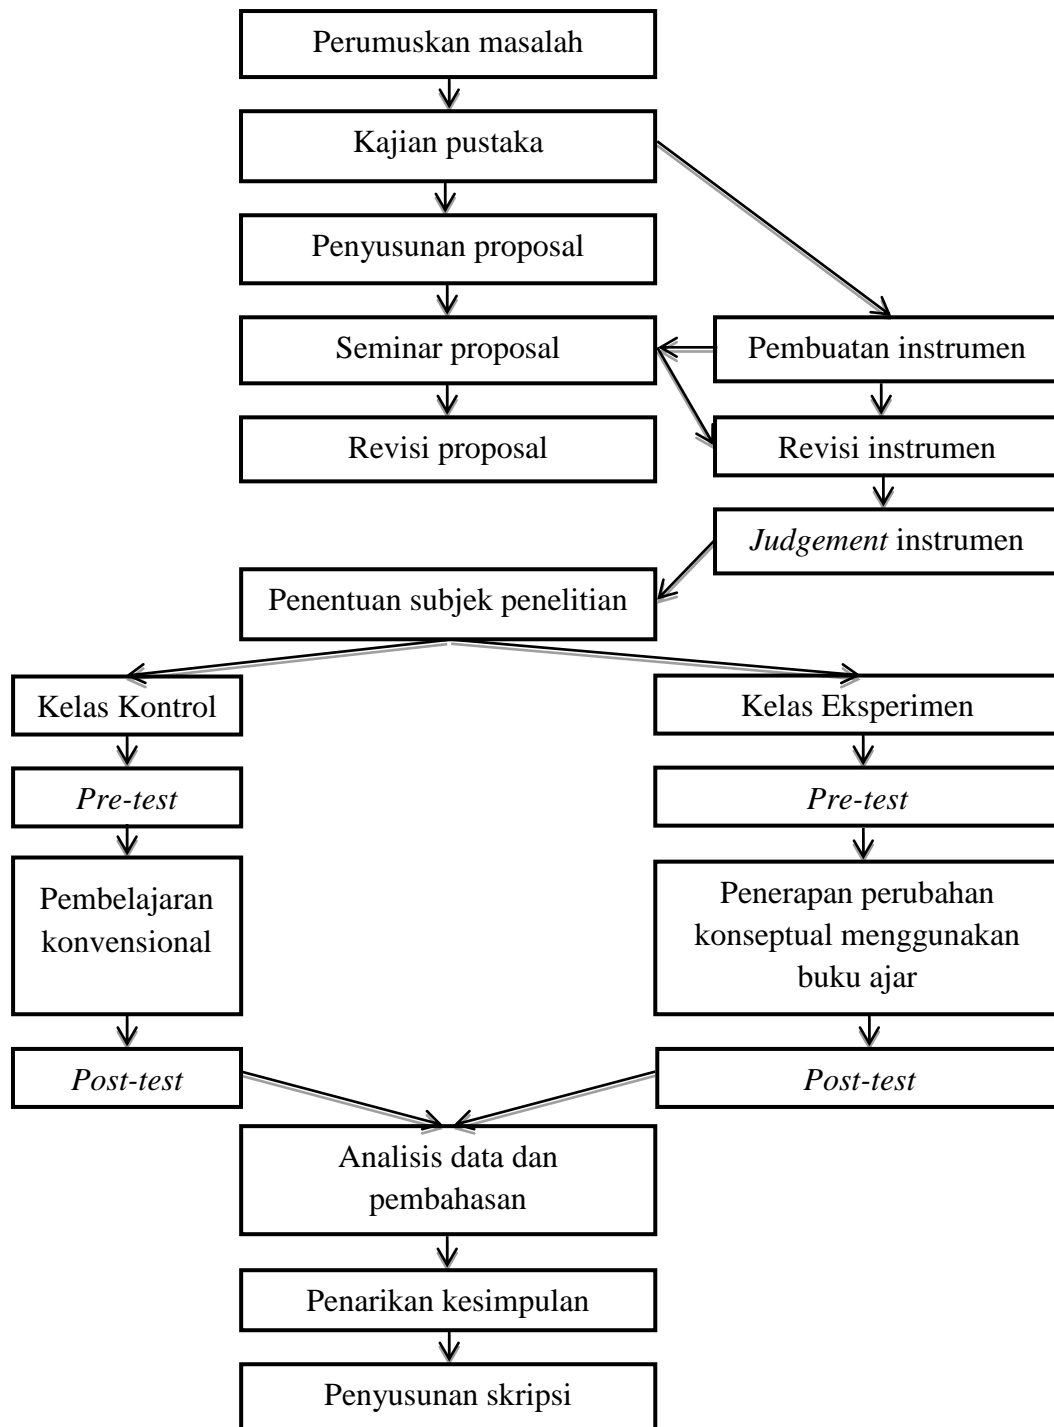 Perumuskan masalah
Kajian pustaka
Penyusunan proposal
Seminar proposal
Pembuatan instrumen
Revisi proposal
Revisi instrumen
Judgement instrumen
Penentuan subjek penelitian
Kelas Kontrol
Kelas Eksperimen
Pre-test
Pre-test
Pembelajaran
konvensional
Penerapan perubahan
konseptual menggunakan
buku ajar
Post-test
Post-test
Analisis data dan
pembahasan
Penarikan kesimpulan
Penyusunan skripsi